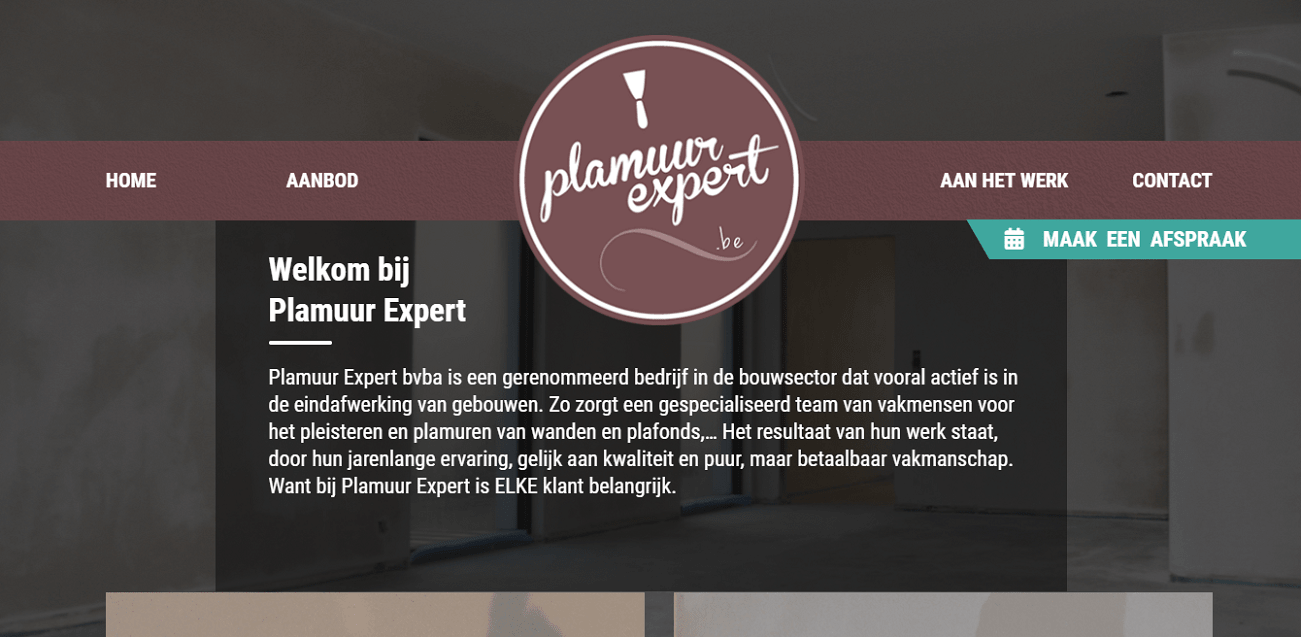 HOME
AANBOD
plamuur
expert
.be
AAN HET WERK
CONTACT
MAAK EEN AFSPRAAK
Welkom bij
Plamuur Expert
Plamuur Expert bvba is een gerenommeerd bedrijf in de bouwsector dat vooral actief is in
de eindafwerking van gebouwen. Zo zorgt een gespecialiseerd team van vakmensen voor
het pleisteren en plamuren van wanden en plafonds,... Het resultaat van hun werk staat,
door hun jarenlange ervaring, gelijk aan kwaliteit en puur, maar betaalbaar vakmanschap.
Want bij Plamuur Expert is ELKE klant belangrijk.